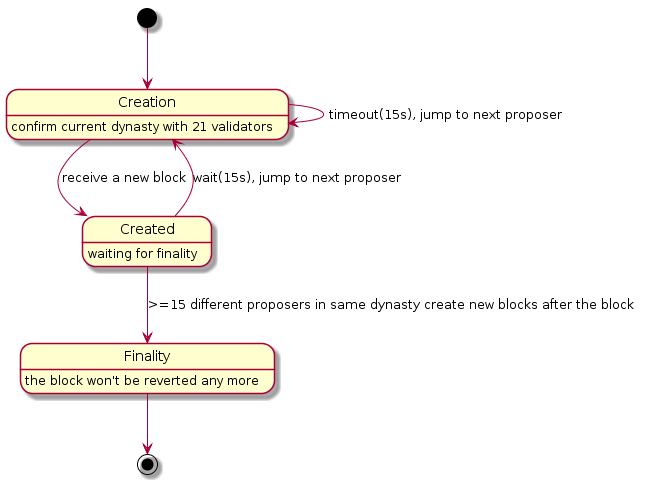 Creation
confirm current dynasty with 21 validators
timeout(15s), jump to next proposer
receive a new block
wait(15s), jump to next proposer
Created
waiting for finality
>=15 different proposers in same dynasty create new blocks after the block
Finality
the block won't be reverted any more